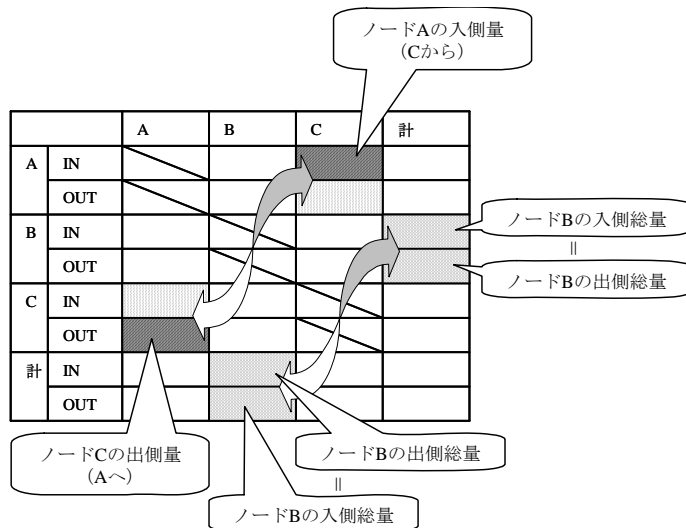 ノードAの入側量
（Cから）
A B C 計
A IN
OUT
B IN
OUT
ノードBの入側総量
||
ノードBの出側総量
C IN
OUT
計 IN
OUT
ノードCの出側量
（Aへ）
ノードBの出側総量
||
ノードBの入側総量